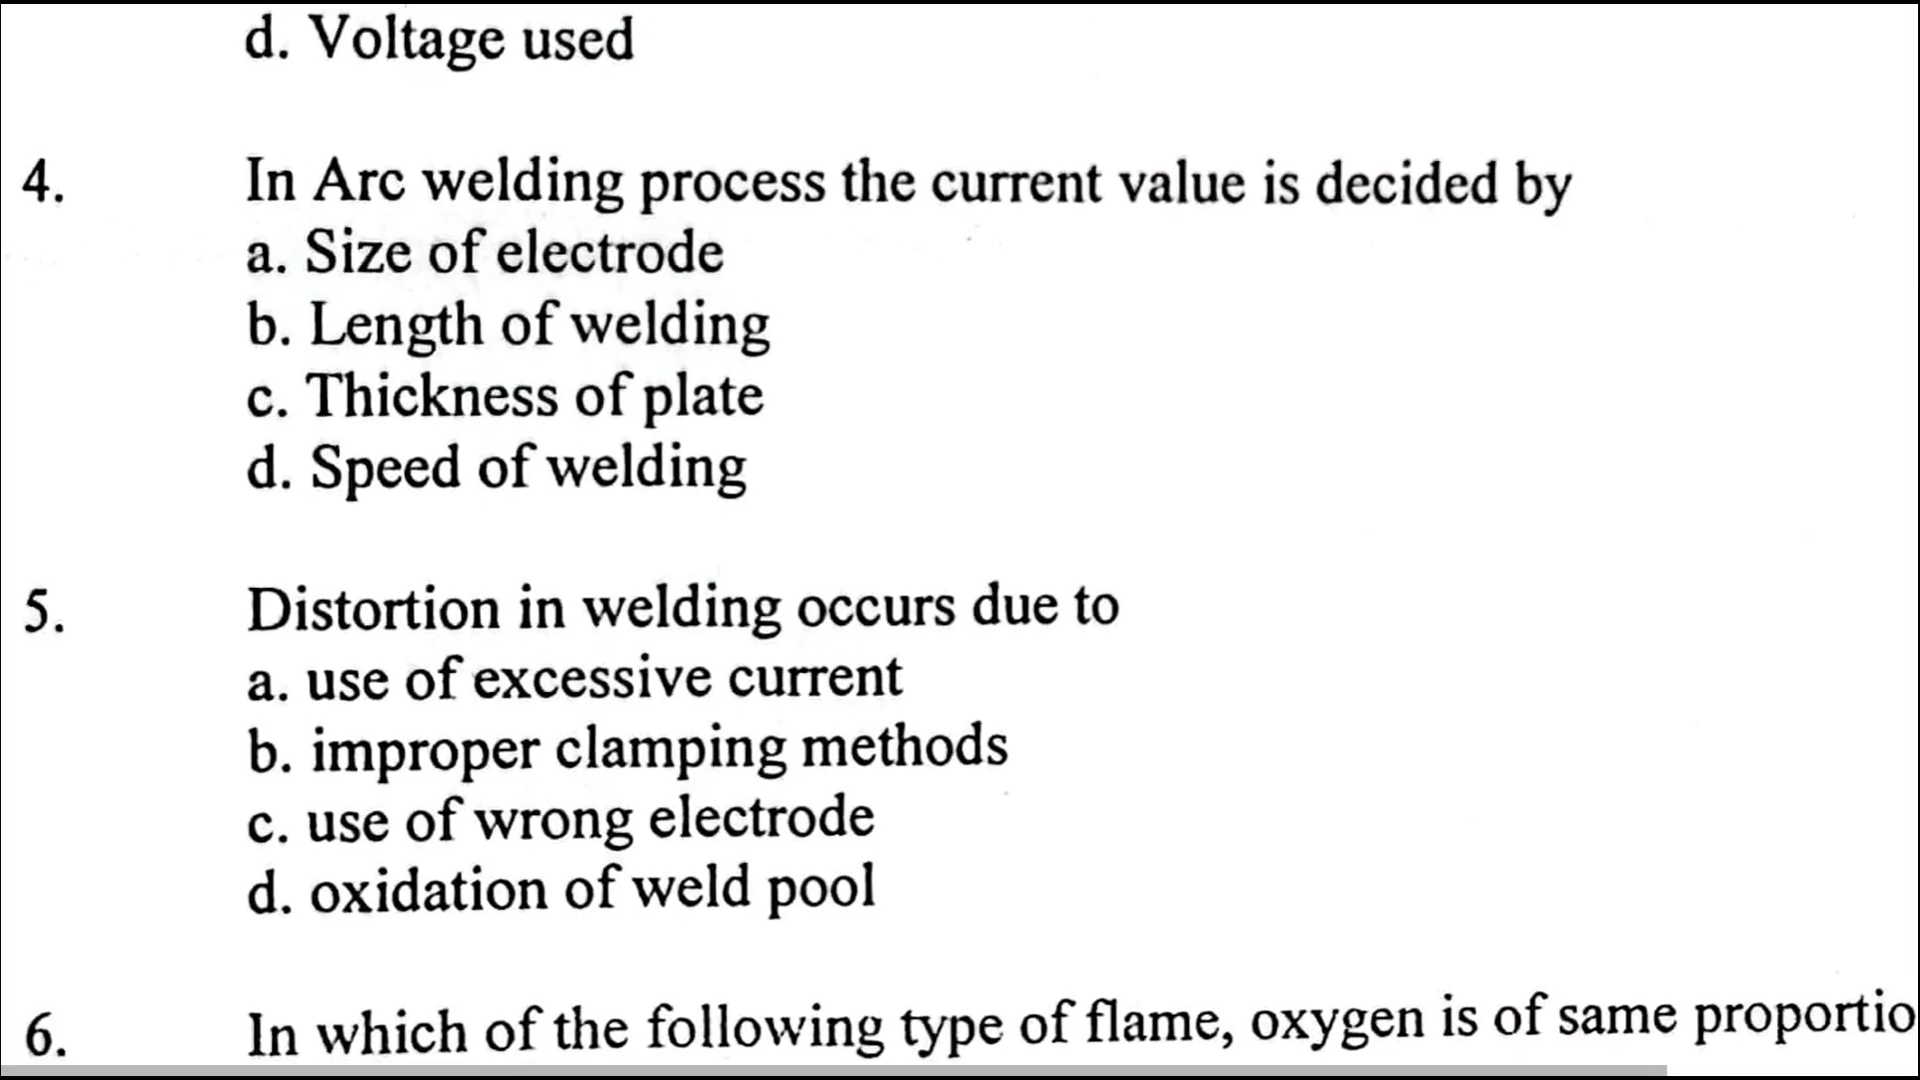 d. Voltage used
4. In Arc welding process the current value is decided by
a. Size of electrode
b. Length of welding
c. Thickness of plate
d. Speed of welding
5. Distortion in welding occurs due to
a. use of excessive current
b. improper clamping methods
c. use of wrong electrode
d. oxidation of weld pool
6. In which of the following type of flame, oxygen is of same proportio